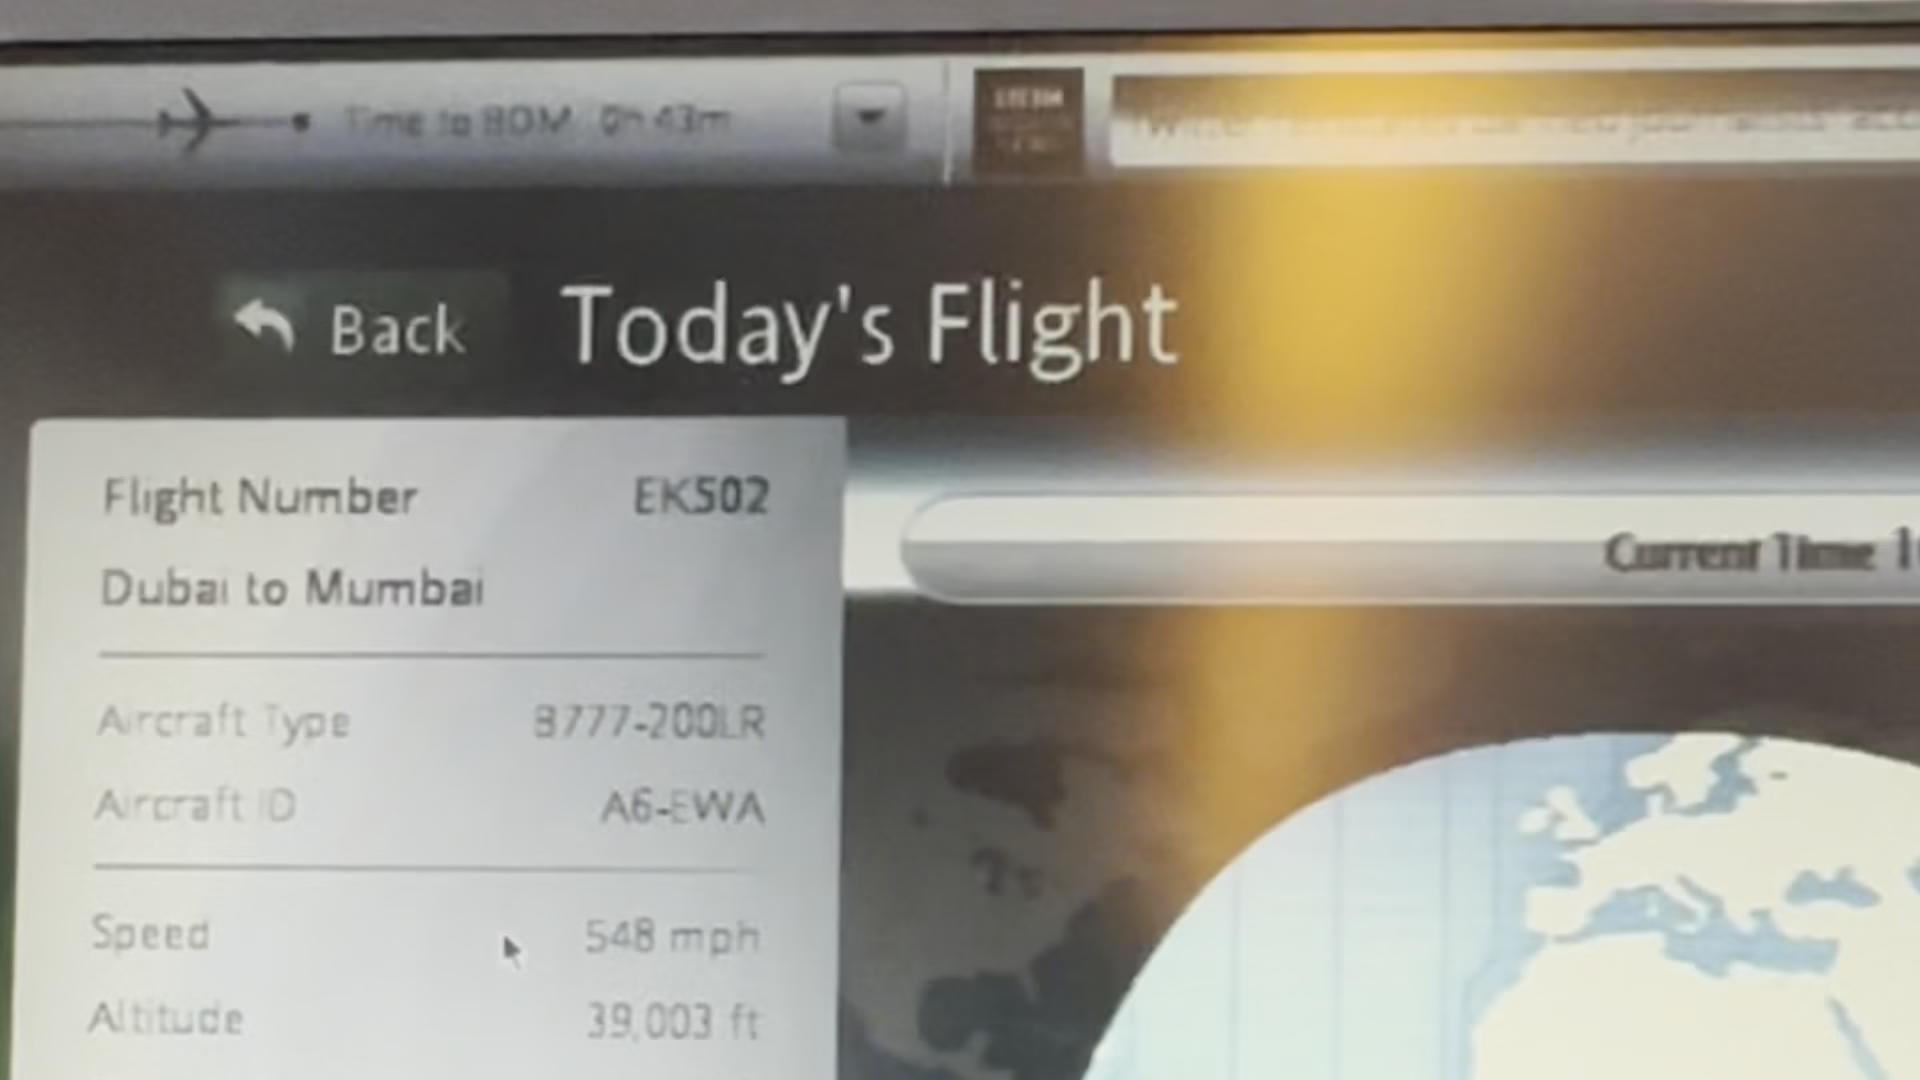 Time to BOM 0h 43m
Back
Today's Flight
Flight Number EK502
Dubai to Mumbai
Current Time
Aircraft Type B777-200LR
Aircraft ID A6-EWA
Speed 548 mph
Altitude 39,003 ft